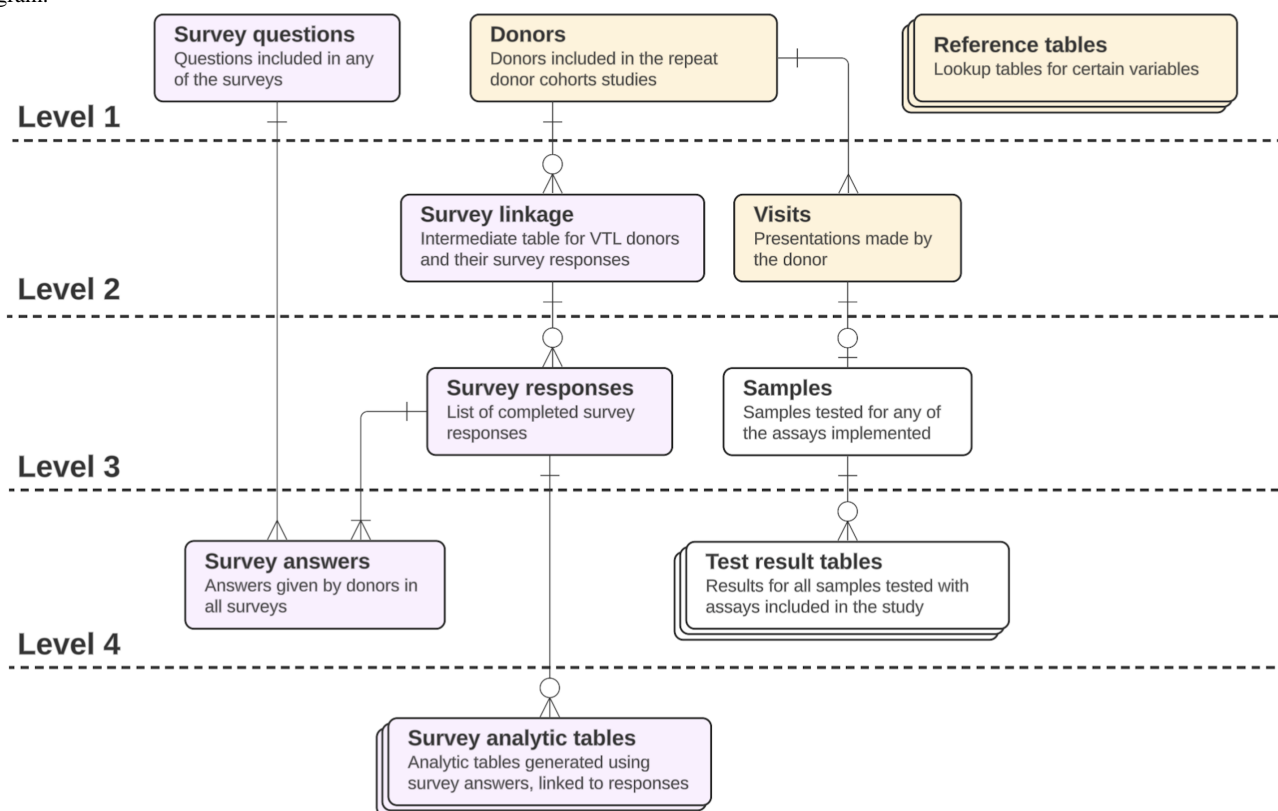 gram.
Survey questions
Questions included in any
of the surveys
Donors
Donors included in the repeat
donor cohorts studies
Reference tables
Lookup tables for certain variables
Level 1
Survey linkage
Intermediate table for VTL donors
and their survey responses
Visits
Presentations made by
the donor
Level 2
Survey responses
List of completed survey
responses
Samples
Samples tested for any of
the assays implemented
Level 3
Survey answers
Answers given by donors in
all surveys
Test result tables
Results for all samples tested with
assays included in the study
Level 4
Survey analytic tables
Analytic tables generated using
survey answers, linked to responses